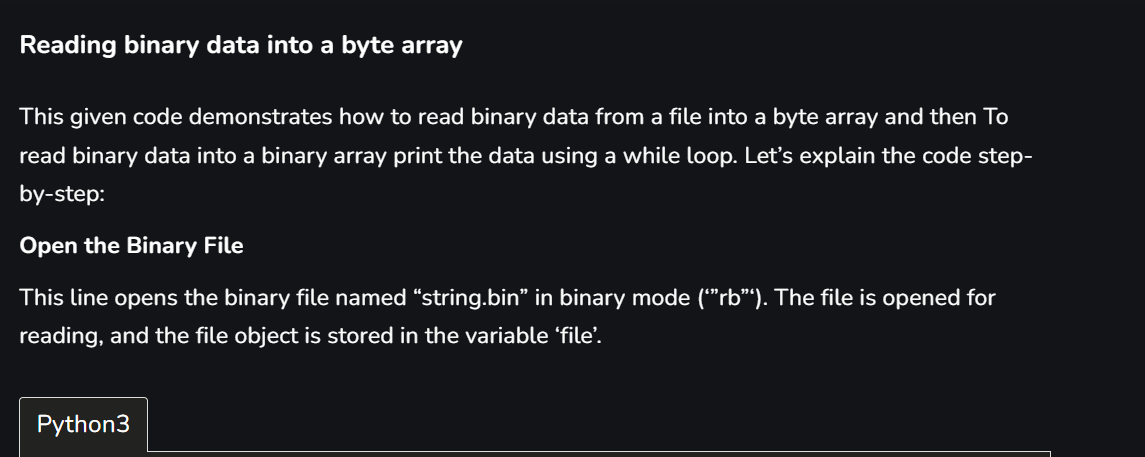 Reading binary data into a byte array
This given code demonstrates how to read binary data from a file into a byte array and then To
read binary data into a binary array print the data using a while loop. Let’s explain the code step-
by-step:
Open the Binary File
This line opens the binary file named “string.bin” in binary mode (‘”rb”‘). The file is opened for
reading, and the file object is stored in the variable ‘file’.
Python3